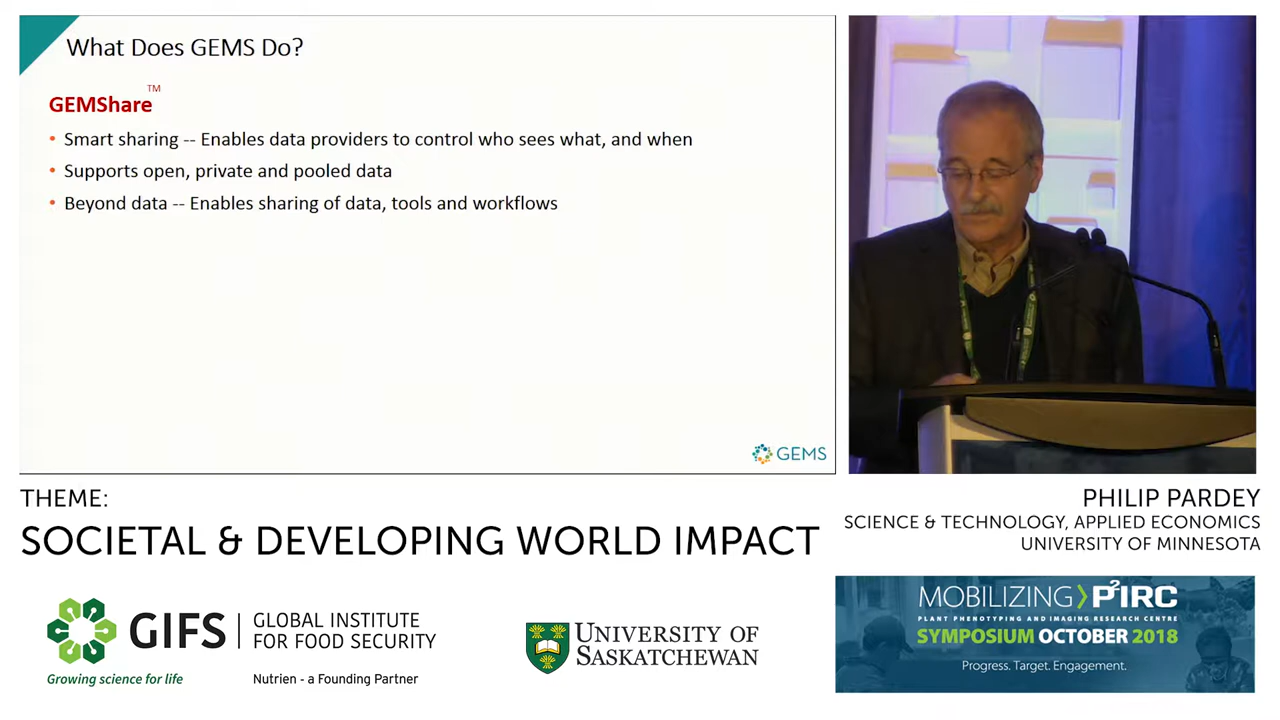 What Does GEMS Do?
GEMShare™
• Smart sharing -- Enables data providers to control who sees what, and when
• Supports open, private and pooled data
• Beyond data -- Enables sharing of data, tools and workflows
GEMS
THEME:
SOCIETAL & DEVELOPING WORLD IMPACT
PHILIP PARDEY
SCIENCE & TECHNOLOGY, APPLIED ECONOMICS
UNIVERSITY OF MINNESOTA
GIFS
GLOBAL INSTITUTE
FOR FOOD SECURITY
Growing science for life
Nutrien - a Founding Partner
UNIVERSITY OF
SASKATCHEWAN
MOBILIZING > P²IRC
PLANT PHENOTYPING AND IMAGING RESEARCH CENTRE
SYMPOSIUM OCTOBER 2018
Progress. Target. Engagement.